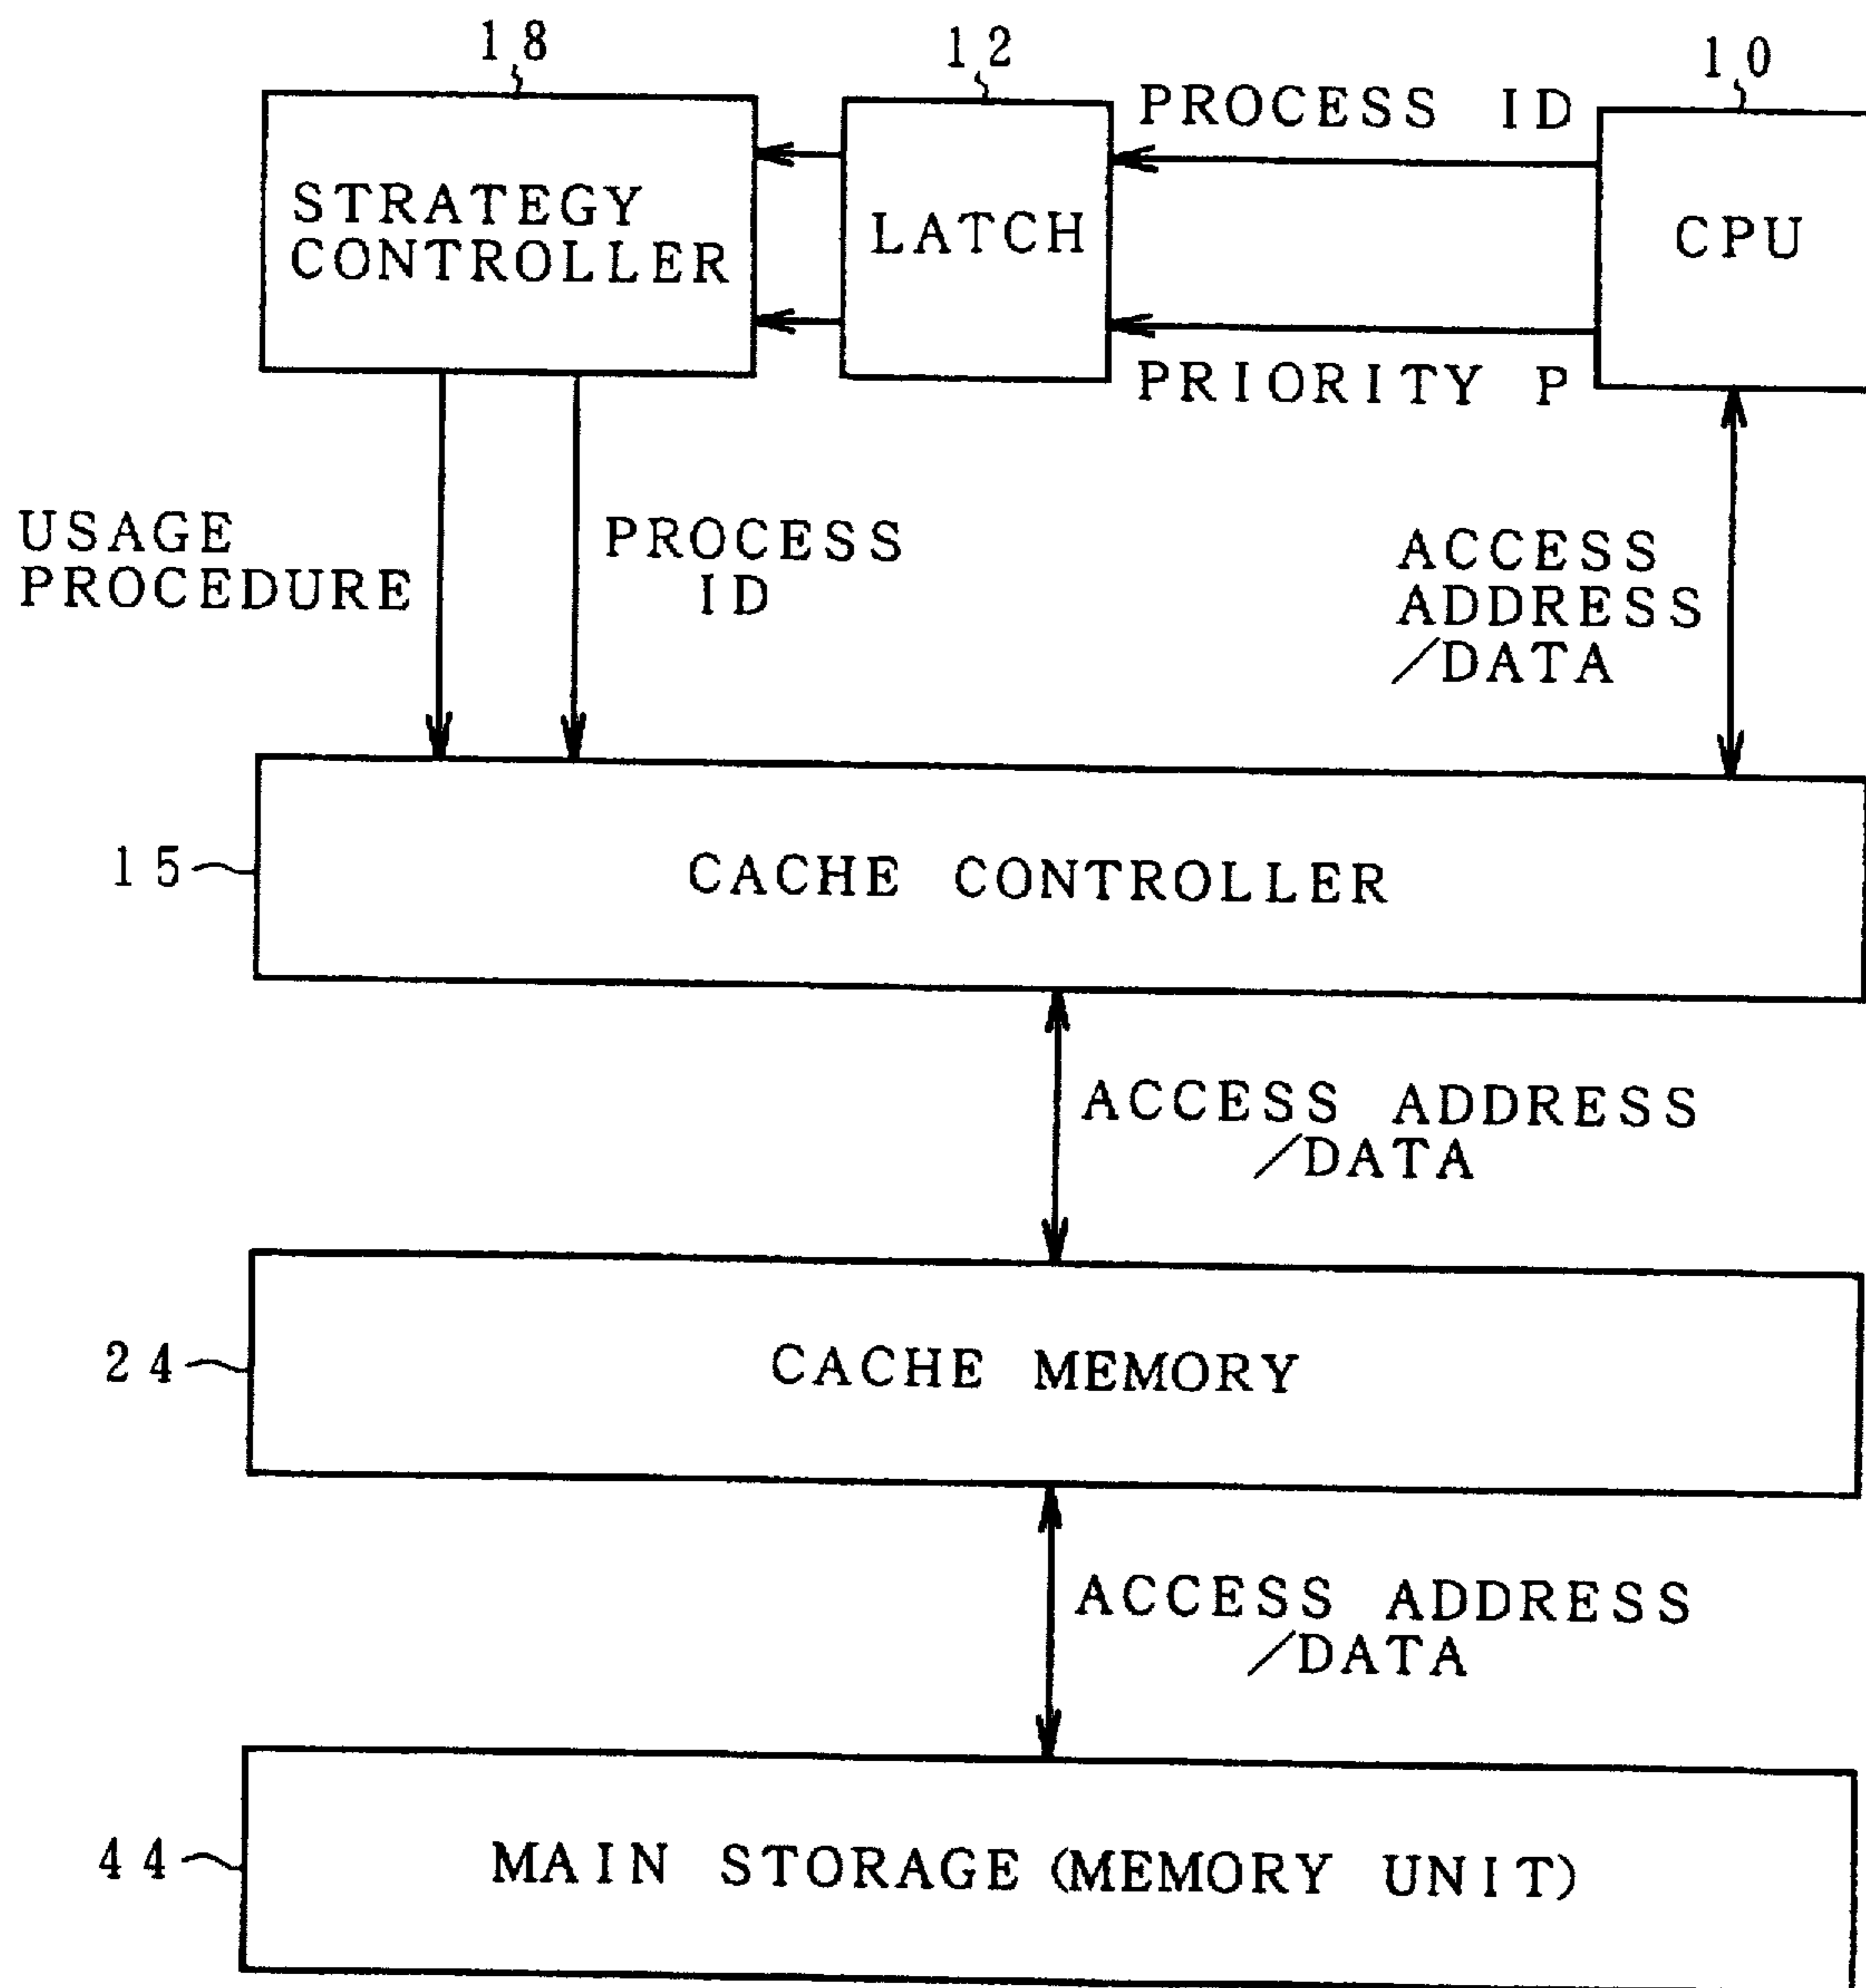 18
12
10
PROCESS ID
STRATEGY
CONTROLLER
LATCH
CPU
PRIORITY P
USAGE
PROCEDURE
PROCESS
ID
ACCESS
ADDRESS
/DATA
15
CACHE CONTROLLER
ACCESS ADDRESS
/DATA
24
CACHE MEMORY
ACCESS ADDRESS
/DATA
44
MAIN STORAGE (MEMORY UNIT)